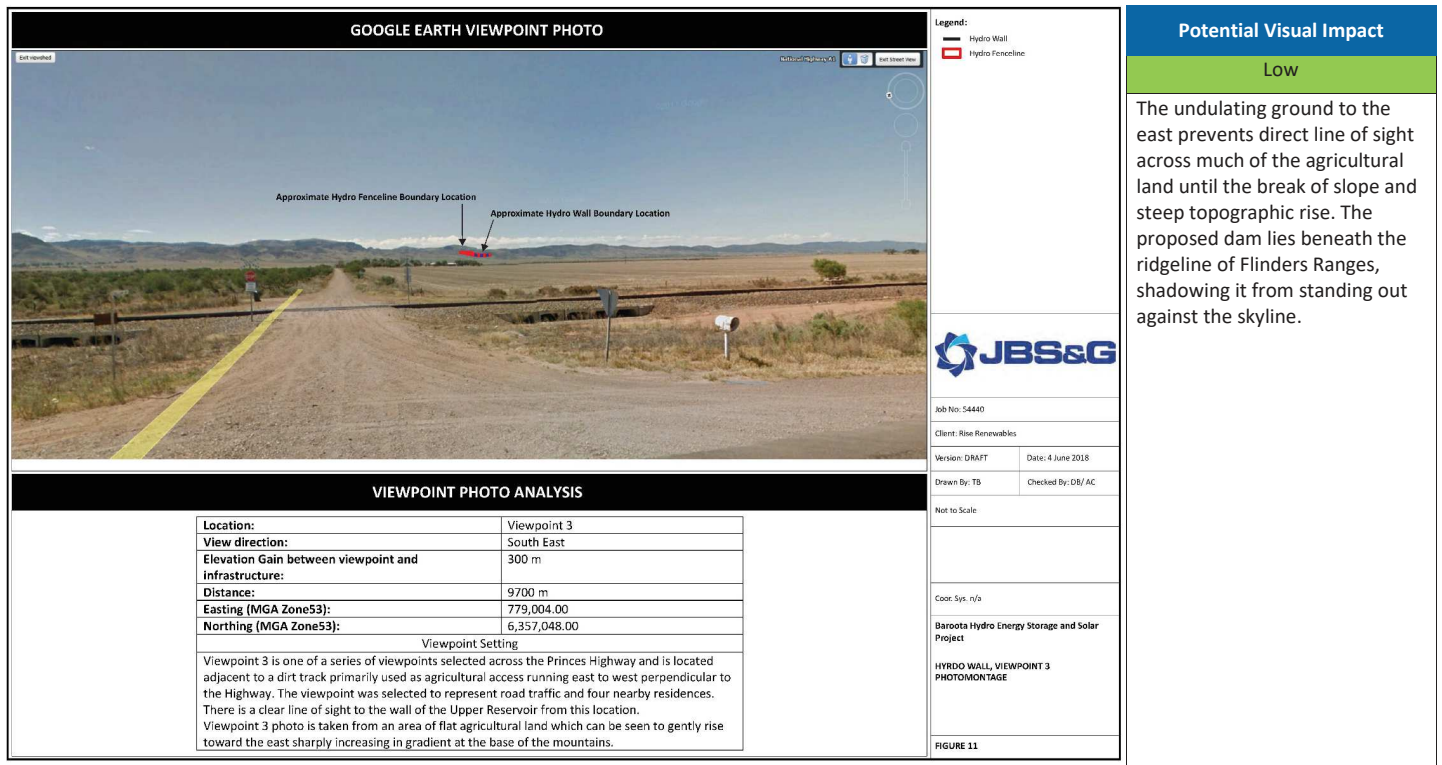 GOOGLE EARTH VIEWPOINT PHOTO
Exit viewshed
National Highway A1
Exit Street View
Approximate Hydro Fenceline Boundary Location
Approximate Hydro Wall Boundary Location
VIEWPOINT PHOTO ANALYSIS
Location: Viewpoint 3
View direction: South East
Elevation Gain between viewpoint and 300 m
infrastructure:
Distance: 9700 m
Easting (MGA Zone53): 779,004.00
Northing (MGA Zone53): 6,357,048.00
Viewpoint Setting
Viewpoint 3 is one of a series of viewpoints selected across the Princes Highway and is located
adjacent to a dirt track primarily used as agricultural access running east to west perpendicular to
the Highway. The viewpoint was selected to represent road traffic and four nearby residences.
There is a clear line of sight to the wall of the Upper Reservoir from this location.
Viewpoint 3 photo is taken from an area of flat agricultural land which can be seen to gently rise
toward the east sharply increasing in gradient at the base of the mountains.
Legend:
Hydro Wall
Hydro Fenceline
JBS&G
Job No: 54440
Client: Rise Renewables
Version: DRAFT Date: 4 June 2018
Drawn By: TB Checked By: DB/ AC
Not to Scale
Coor. Sys. n/a
Baroota Hydro Energy Storage and Solar
Project
HYRDO WALL, VIEWPOINT 3
PHOTOMONTAGE
FIGURE 11
Potential Visual Impact
Low
The undulating ground to the
east prevents direct line of sight
across much of the agricultural
land until the break of slope and
steep topographic rise. The
proposed dam lies beneath the
ridgeline of Flinders Ranges,
shadowing it from standing out
against the skyline.